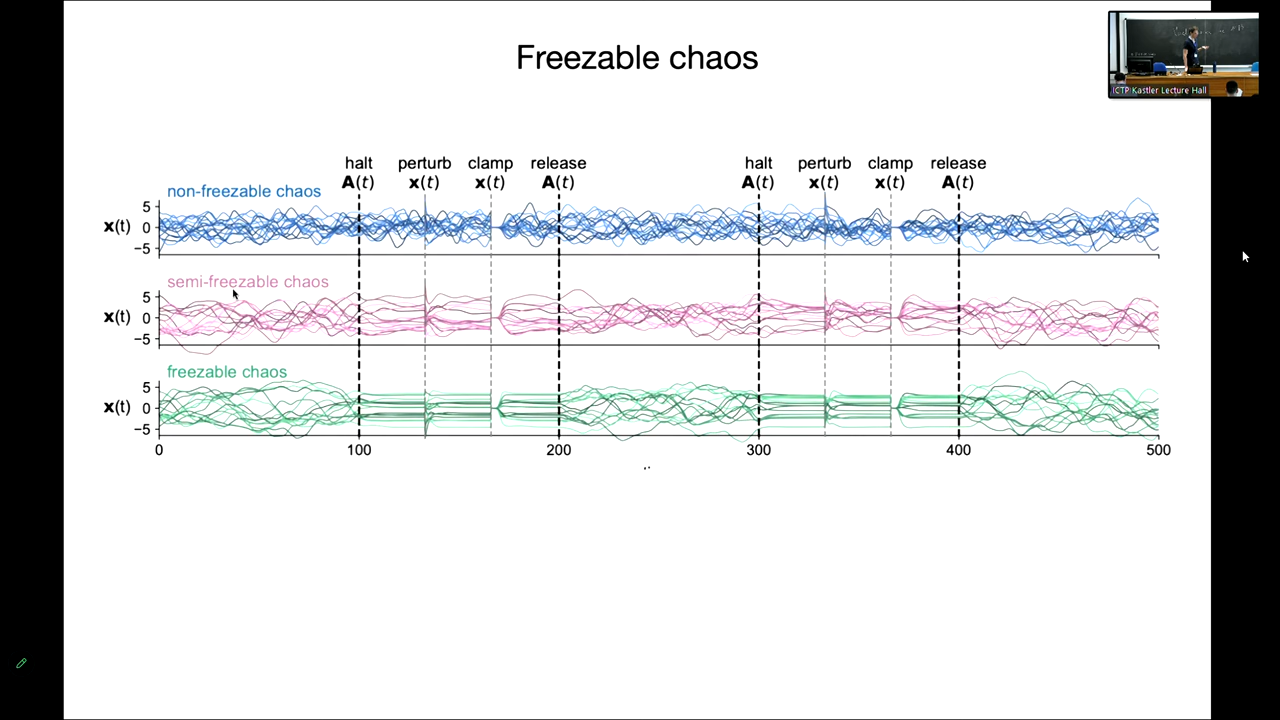 Freezable chaos
ICTP Kastler Lecture Hall
halt perturb clamp release halt perturb clamp release
A(t) x(t) x(t) A(t) A(t) x(t) x(t) A(t)
non-freezable chaos
5
x(t) 0
−5
semi-freezable chaos
5
x(t) 0
−5
freezable chaos
5
x(t) 0
−5
0 100 200 300 400 500